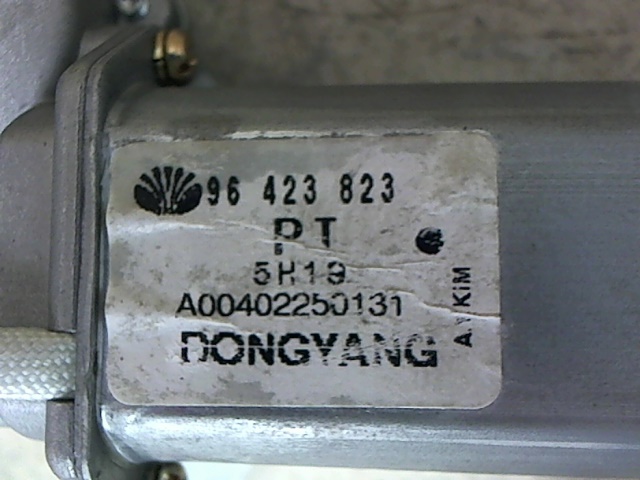 96 423 823
PT
5H19
A00402250131
DONGYANG
A.Y KIM